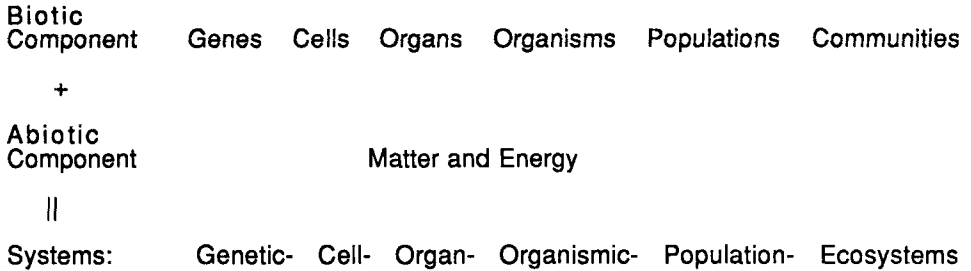 Biotic
Component Genes Cells Organs Organisms Populations Communities
+
Abiotic
Component Matter and Energy
||
Systems: Genetic- Cell- Organ- Organismic- Population- Ecosystems